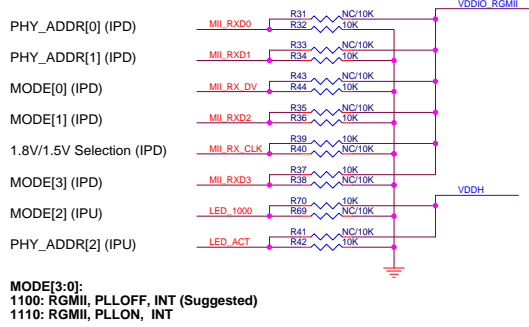 VDDIO_RGMII
PHY_ADDR[0] (IPD) MII_RXD0 R31 NC/10K
R32 10K
PHY_ADDR[1] (IPD) MII_RXD1 R33 NC/10K
R34 10K
MODE[0] (IPD) MII_RX_DV R43 NC/10K
R44 10K
MODE[1] (IPD) MII_RXD2 R35 NC/10K
R36 10K
1.8V/1.5V Selection (IPD) MII_RX_CLK R39 10K
R40 NC/10K
MODE[3] (IPD) MII_RXD3 R37 10K
R38 NC/10K
VDDH
MODE[2] (IPU) LED_1000 R70 10K
R69 NC/10K
PHY_ADDR[2] (IPU) LED_ACT R41 NC/10K
R42 10K
MODE[3:0]:
1100: RGMII, PLLOFF, INT (Suggested)
1110: RGMII, PLLON, INT